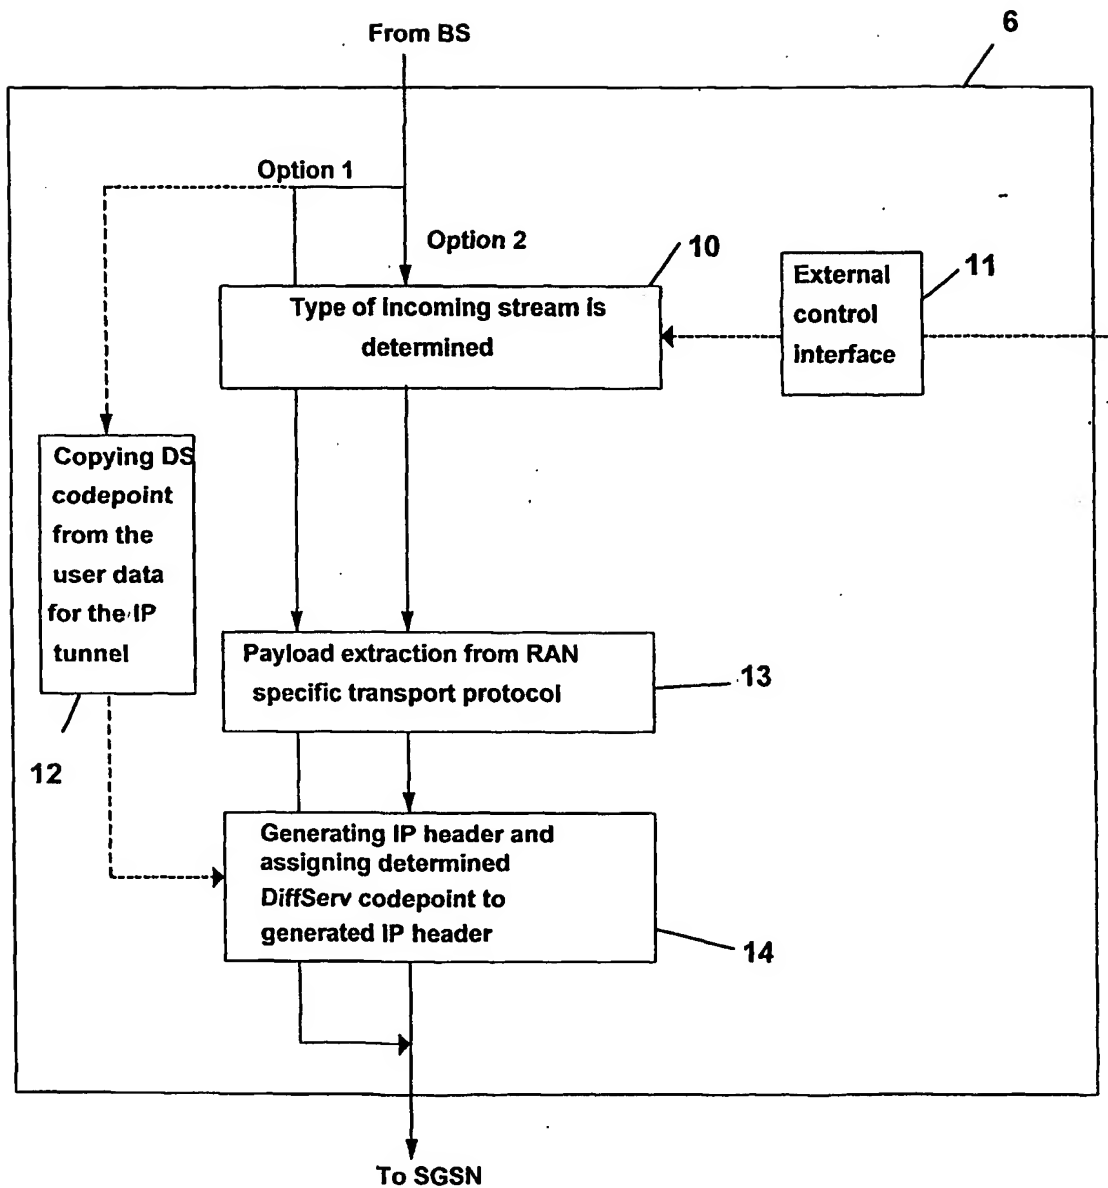 From BS
6
Option 1
Option 2
10
Type of incoming stream is
determined
External
control
interface
11
Copying DS
codepoint
from the
user data
for the IP
tunnel
12
Payload extraction from RAN
specific transport protocol
13
Generating IP header and
assigning determined
DiffServ codepoint to
generated IP header
14
To SGSN